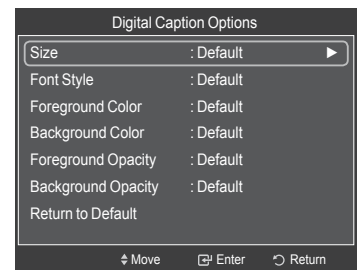 Digital Caption Options
Size : Default ►
Font Style : Default
Foreground Color : Default
Background Color : Default
Foreground Opacity : Default
Background Opacity : Default
Return to Default
Move Enter Return